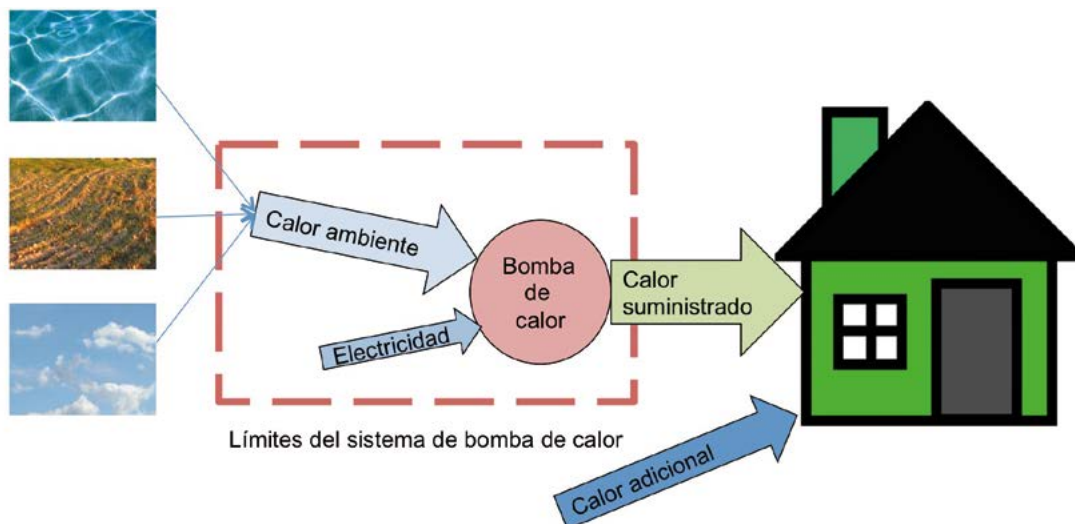 Calor ambiente
Bomba
de
calor
Calor
suministrado
Electricidad
Límites del sistema de bomba de calor
Calor adicional